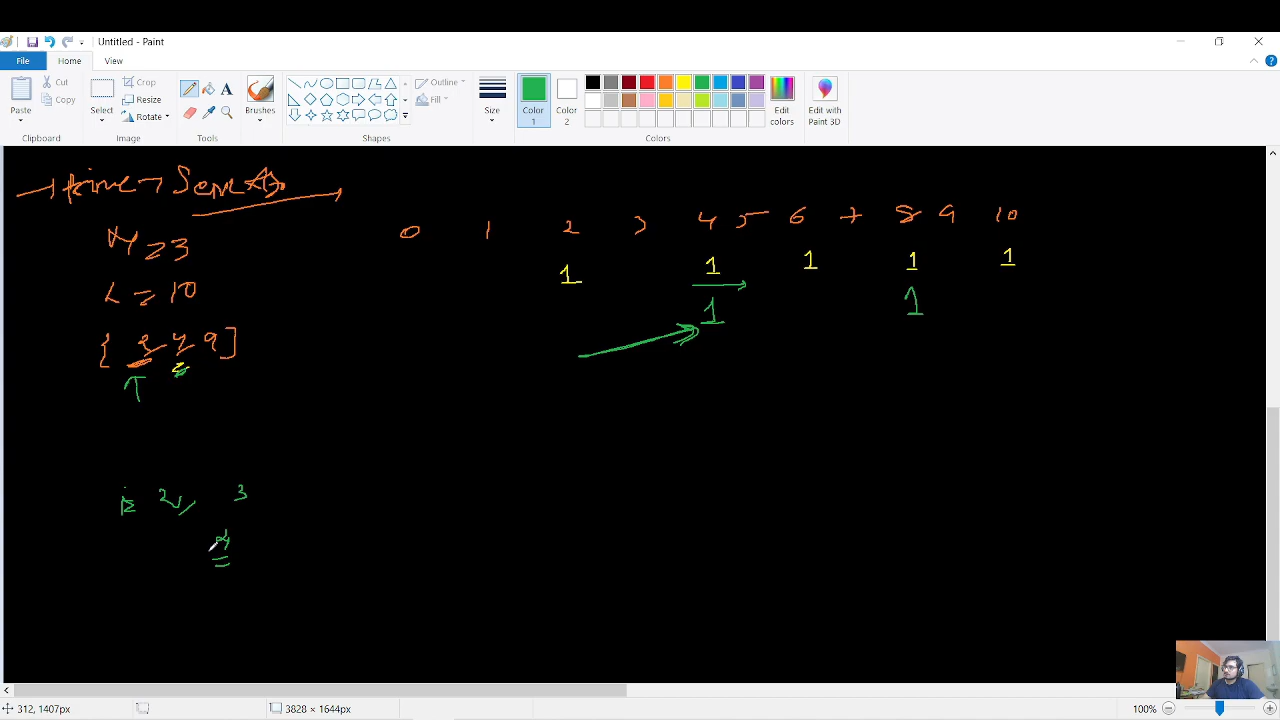 Untitled - Paint
File Home View
Cut Crop Outline
Copy Resize Fill Edit Edit with
Paste Select Rotate Brushes Size Color 1 Color 2 colors Paint 3D
Clipboard Image Tools Shapes Colors
0 1 2 3 4 5 6 7 8 9 10
1 1 1 1 1
= 10
1 1
2 3
4
312, 1407px 3828 × 1644px 100%